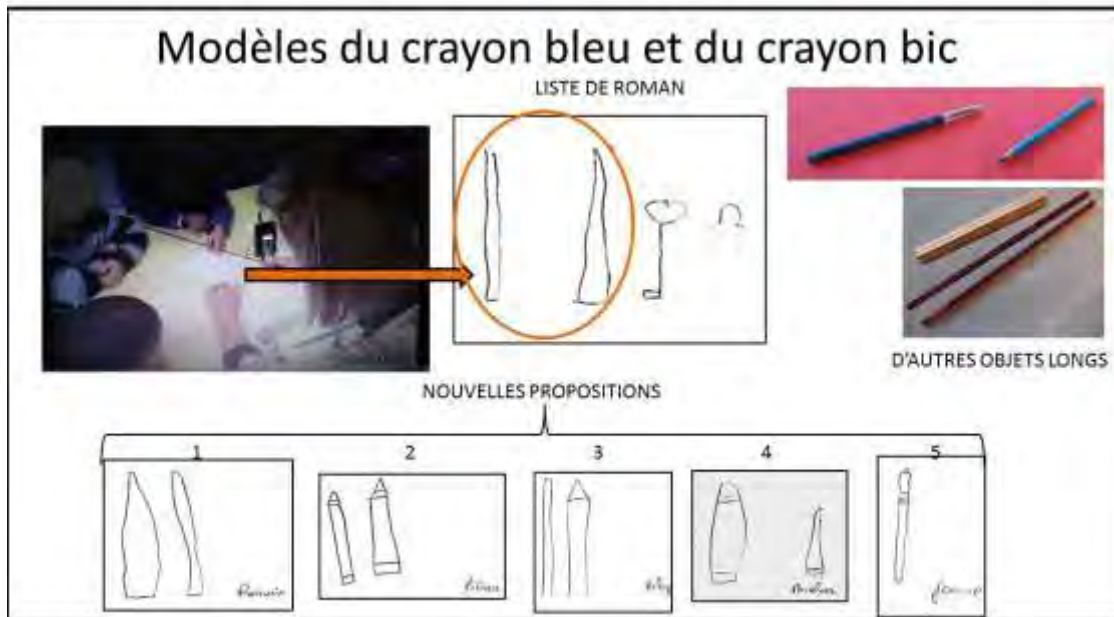 Modèles du crayon bleu et du crayon bic
LISTE DE ROMAN
D'AUTRES OBJETS LONGS
NOUVELLES PROPOSITIONS
1 2 3 4 5